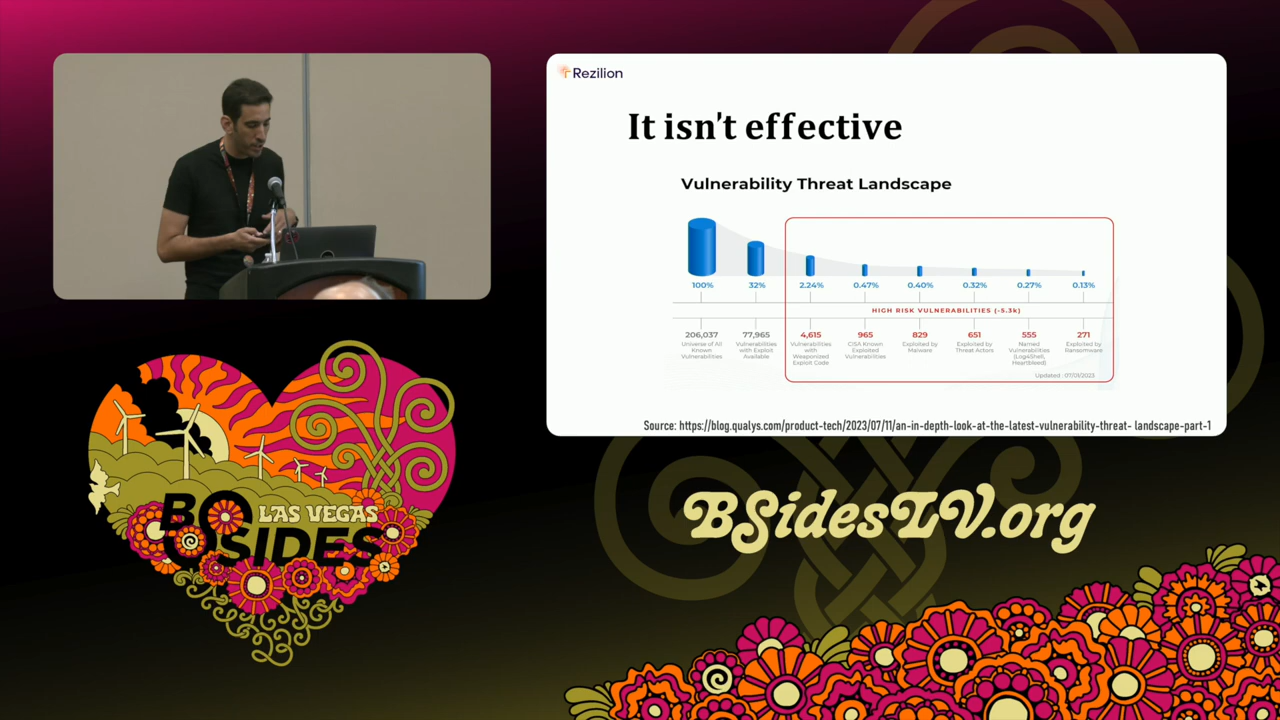 Rezilion
It isn't effective
Vulnerability Threat Landscape
100%
32%
2.24%
0.47%
0.40%
0.32%
0.27%
0.13%
HIGH RISK VULNERABILITIES (~5.3k)
206,037
77,965
4,615
965
829
651
555
271
Universe of All
Known
Vulnerabilities
Vulnerabilities
with Exploit
Available
Vulnerabilities
with
Weaponized
Exploit Code
CISA Known
Exploited
Vulnerabilities
Exploited by
Malware
Exploited by
Threat Actors
Named
Vulnerabilities
(Log4Shell,
Heartbleed)
Exploited by
Ransomware
Updated : 07/01/2023
Source: https://blog.qualys.com/product-tech/2023/07/11/an-in-depth-look-at-the-latest-vulnerability-threat- landscape-part-1
LAS VEGAS
BSIDES
23
BSidesLV.org